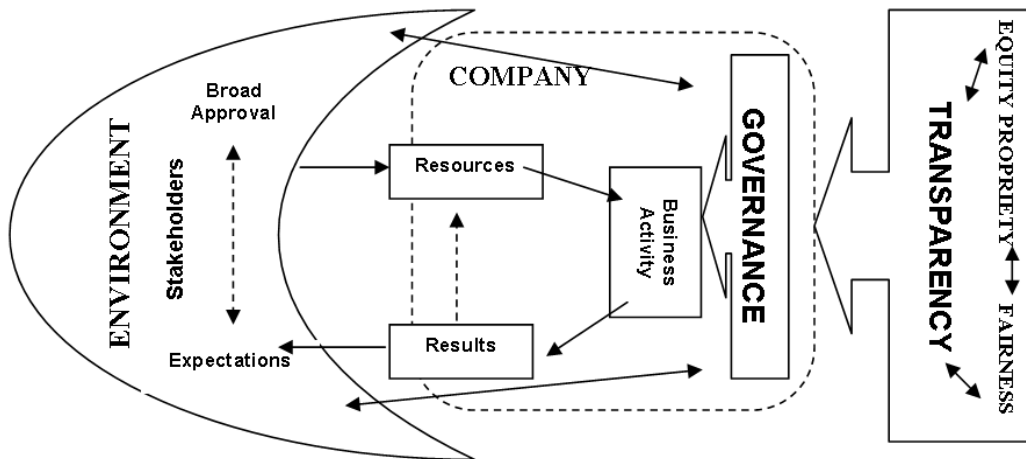 ENVIRONMENT
Stakeholders
Broad
Approval
Expectations
COMPANY
Resources
Results
Business
Activity
GOVERNANCE
TRANSPARENCY
EQUITY PROPRIETY
FAIRNESS